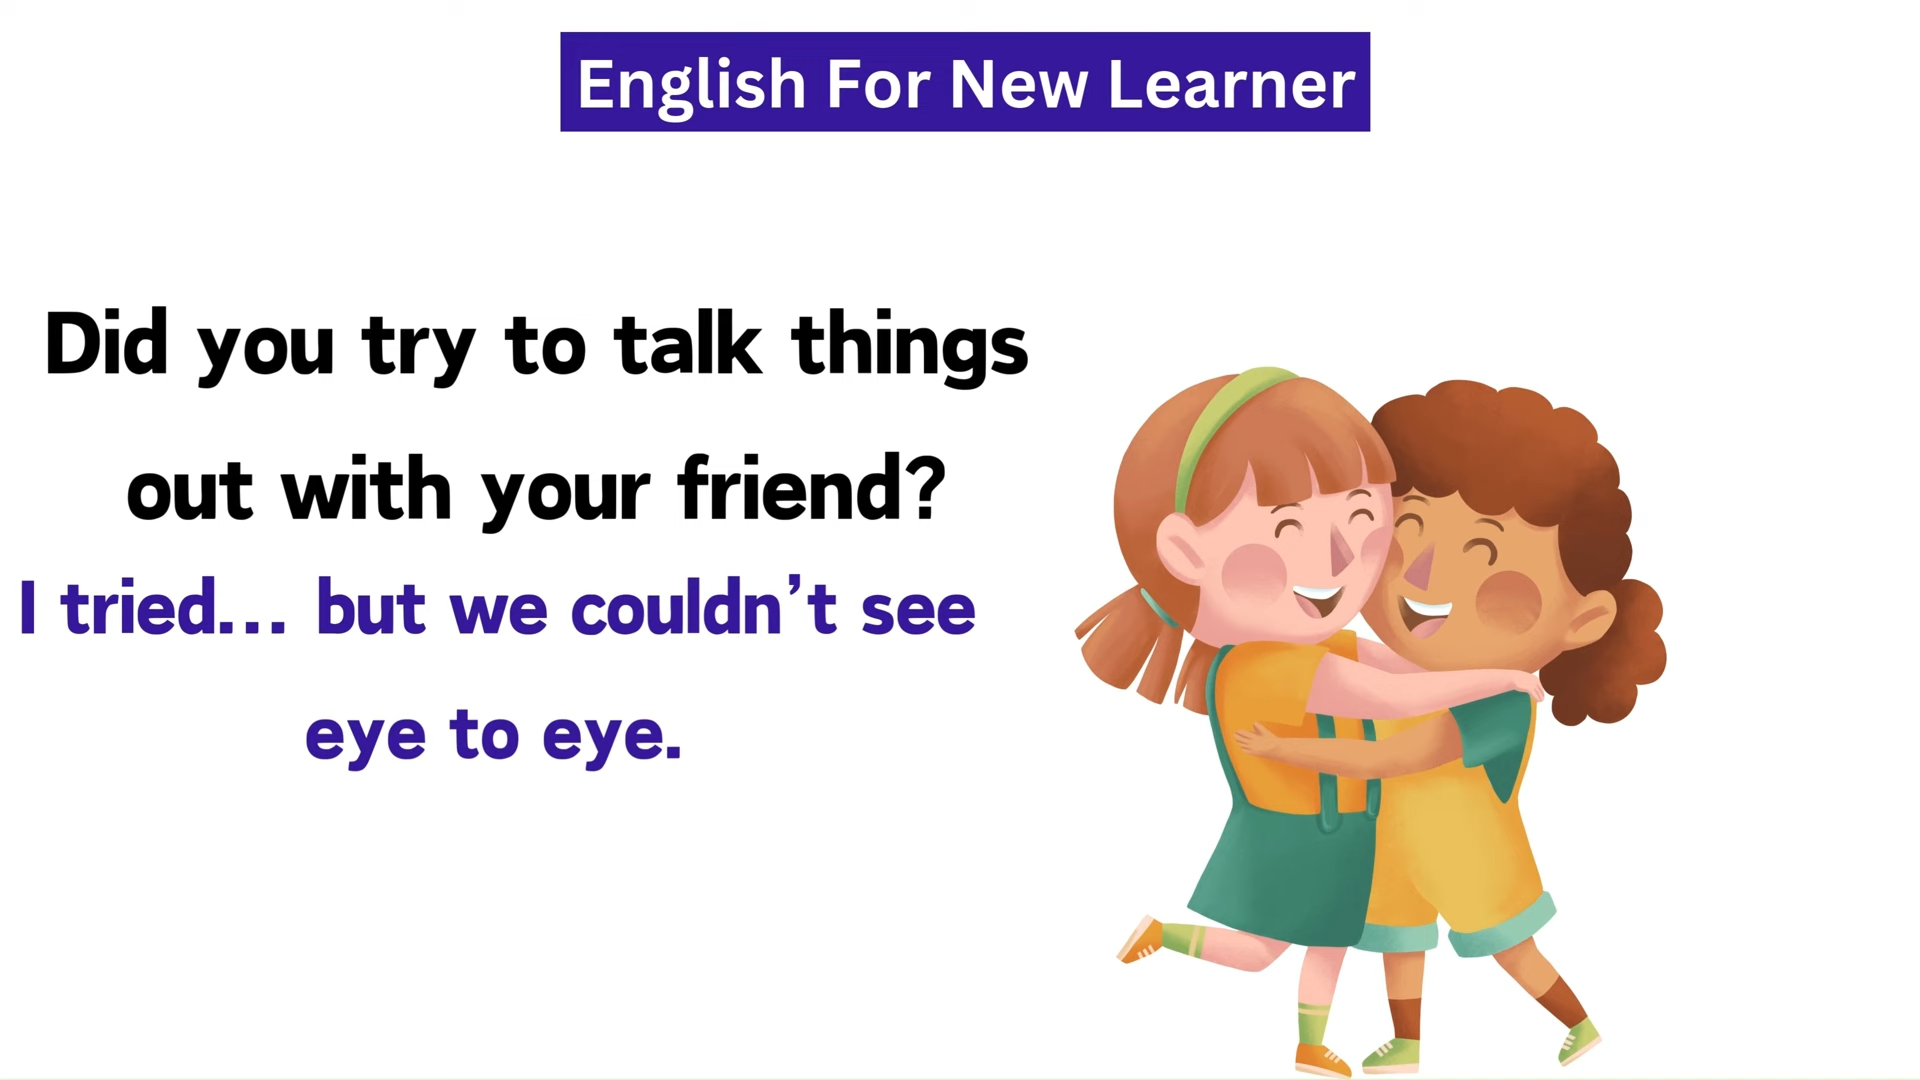 English For New Learner
Did you try to talk things
out with your friend?
I tried... but we couldn't see
eye to eye.